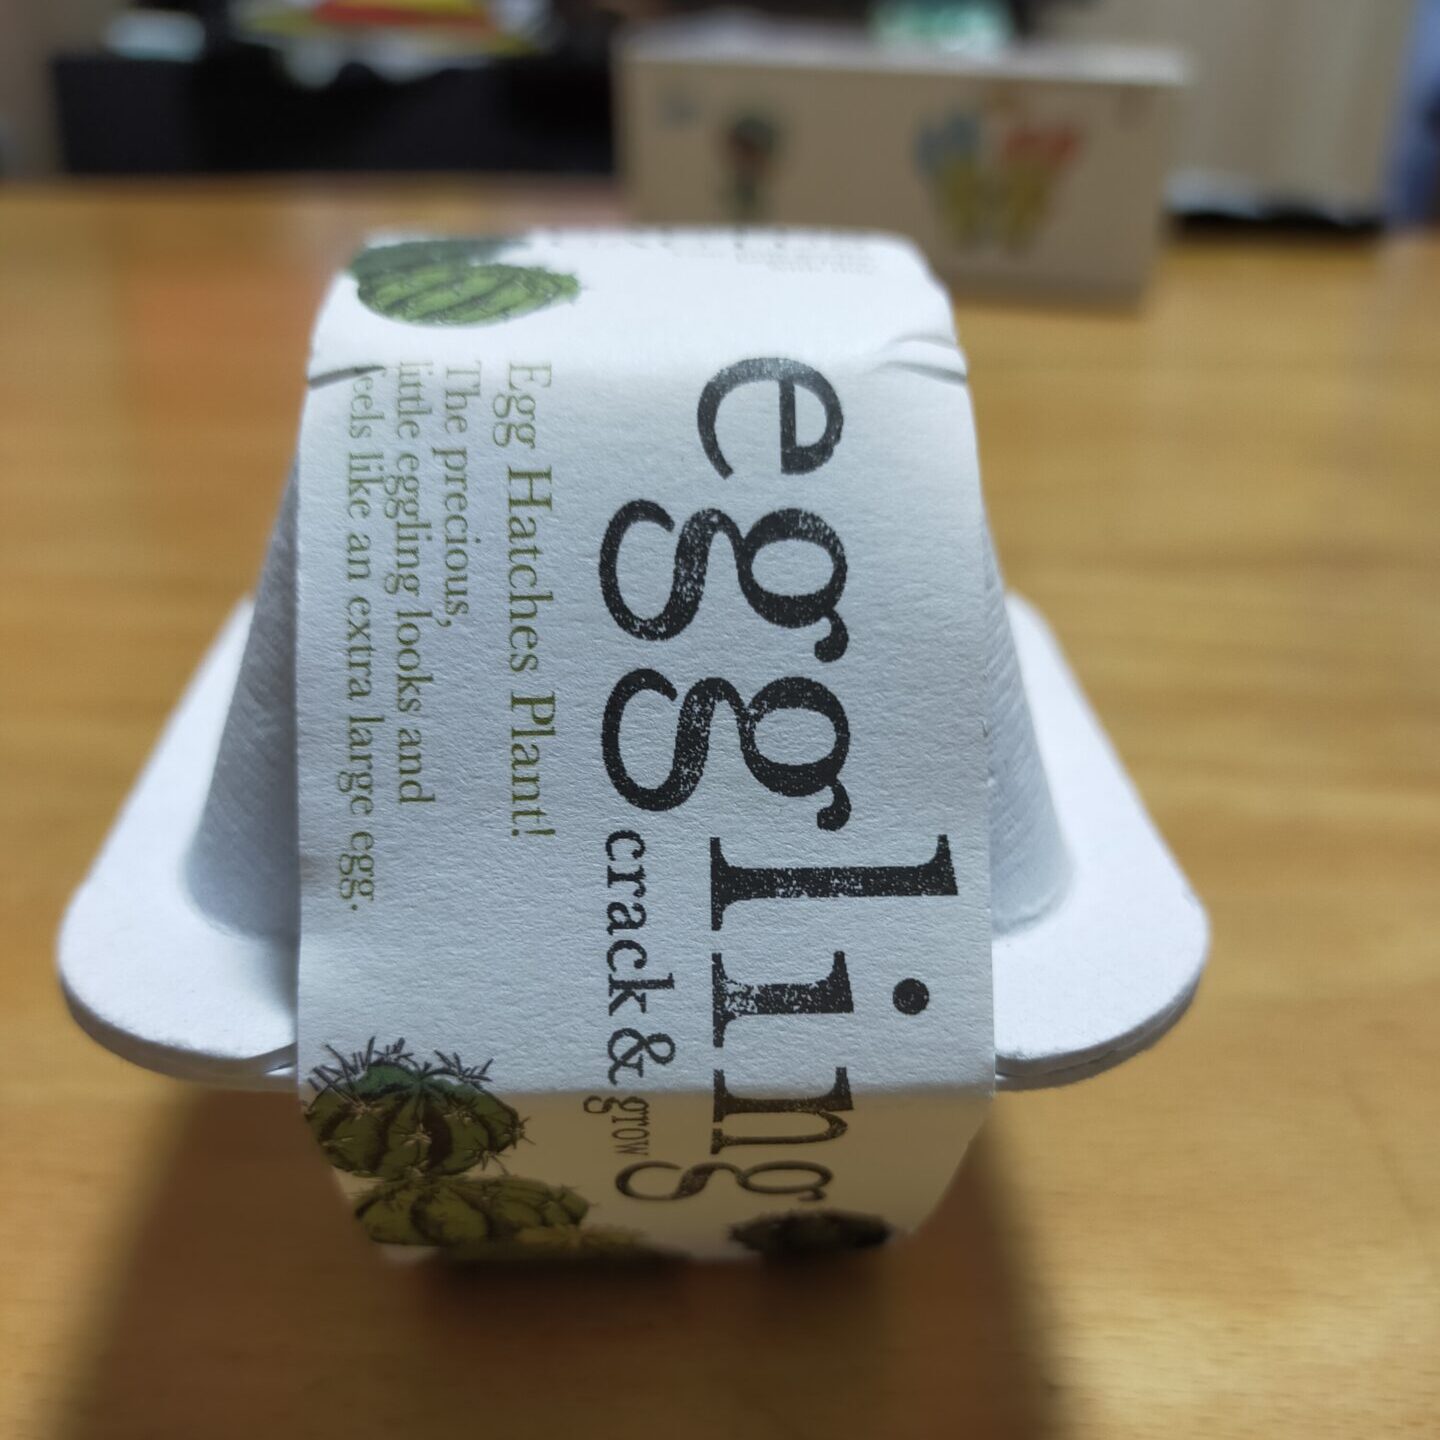 eggling
crack & grow
Egg Hatches Plant!
The precious,
little eggling looks and
feels like an extra large egg.